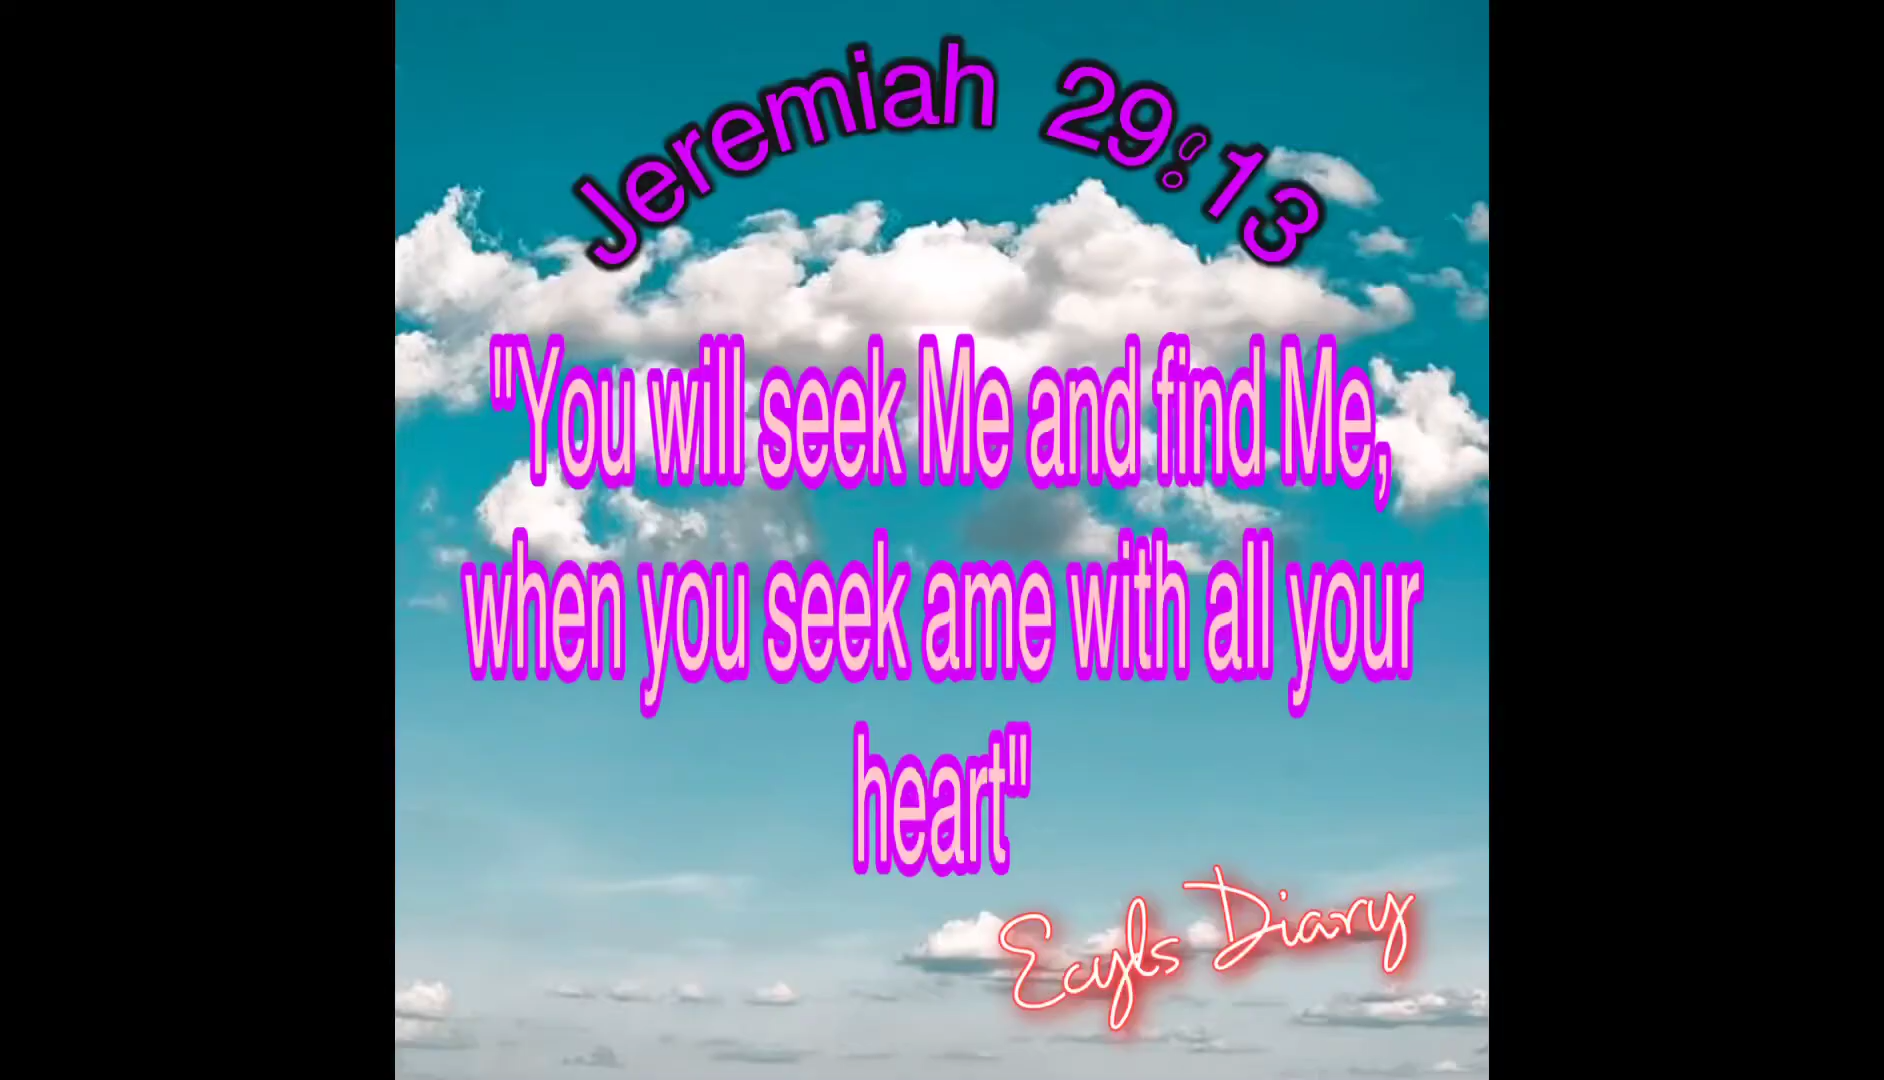 Jeremiah 29:13
"You will seek Me and find Me,
when you seek ame with all your
heart"
Ecyls Diary